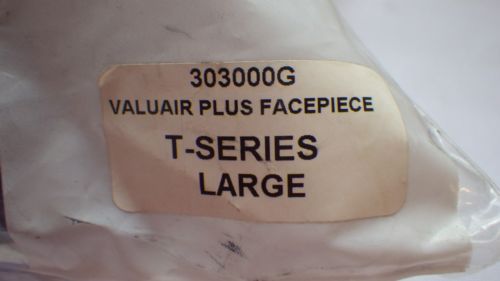 303000G
VALUAIR PLUS FACEPIECE
T-SERIES
LARGE